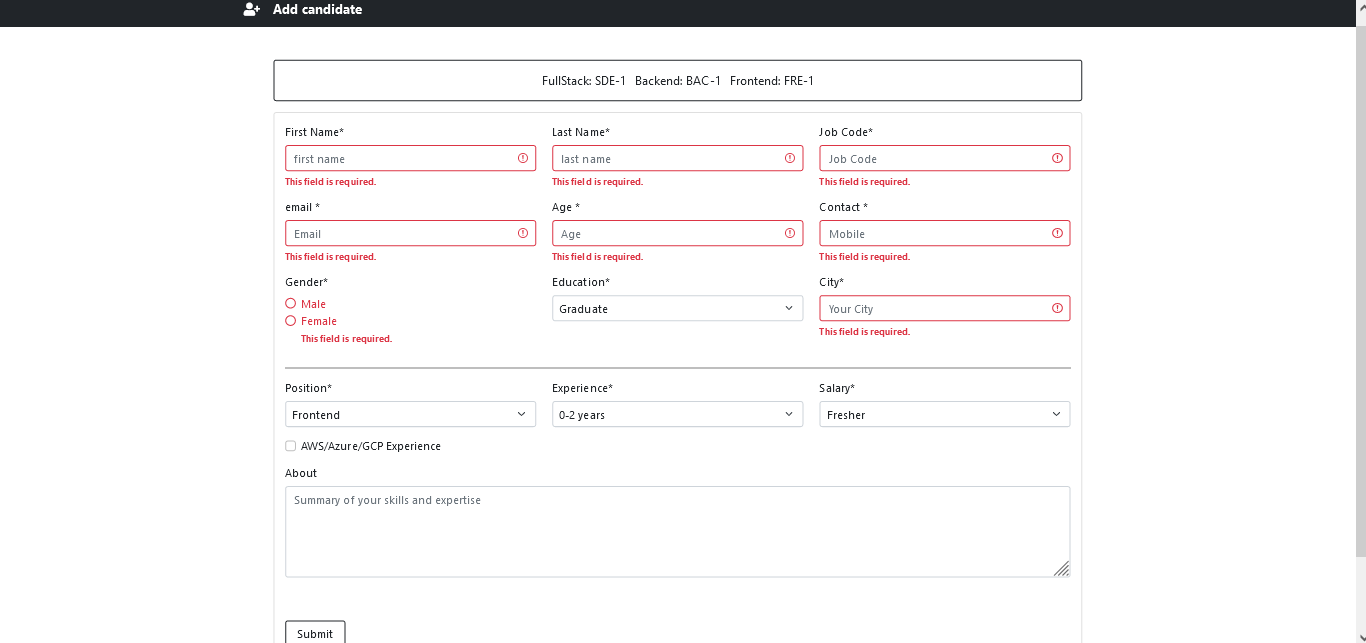 Add candidate
FullStack: SDE-1 Backend: BAC-1 Frontend: FRE-1
First Name* Last Name* Job Code*
first name last name Job Code
This field is required. This field is required. This field is required.
email * Age * Contact *
Email Age Mobile
This field is required. This field is required. This field is required.
Gender* Education* City*
Male Graduate Your City
Female
This field is required. This field is required.
Position* Experience* Salary*
Frontend 0-2 years Fresher
AWS/Azure/GCP Experience
About
Summary of your skills and expertise
Submit